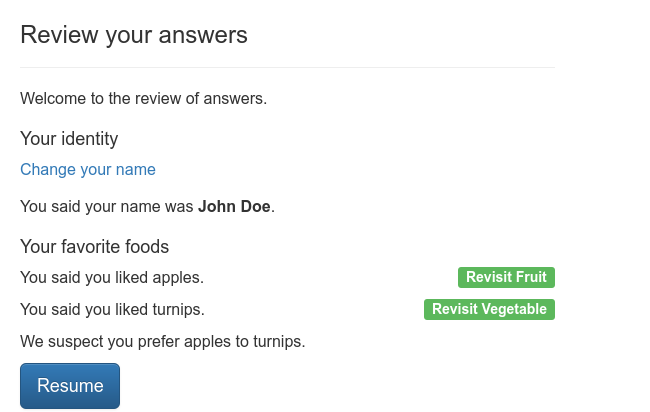 Review your answers
Welcome to the review of answers.
Your identity
Change your name
You said your name was John Doe.
Your favorite foods
You said you liked apples. Revisit Fruit
You said you liked turnips. Revisit Vegetable
We suspect you prefer apples to turnips.
Resume